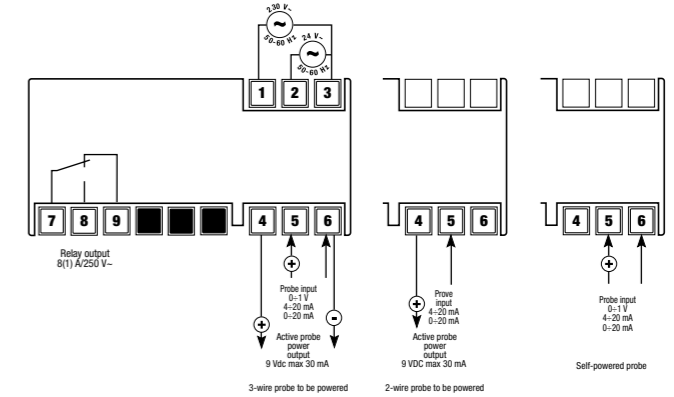 230 V~
50-60 Hz
24 V~
50-60 Hz
1 2 3
7 8 9
4 5 6
4 5 6
4 5 6
Relay output
8(1) A/250 V~
+
Probe input
0÷1 V
4÷20 mA
0÷20 mA
+
-
Active probe
power
output
9 Vdc max 30 mA
3-wire probe to be powered
+
Prove
input
4÷20 mA
0÷20 mA
Active probe
power
output
9 VDC max 30 mA
2-wire probe to be powered
+
Probe input
0÷1 V
4÷20 mA
0÷20 mA
Self-powered probe